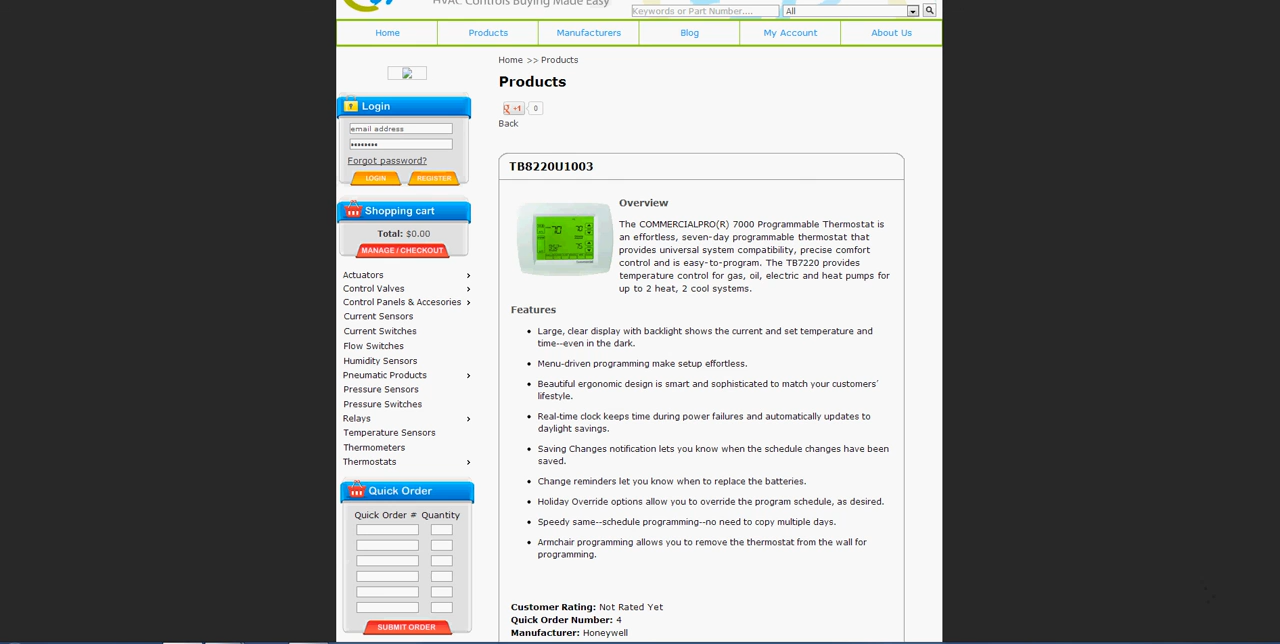 HVAC Controls Buying Made Easy
Keywords or Part Number....
All
Home
Products
Manufacturers
Blog
My Account
About Us
Home >> Products
Products
+1
0
Back
Login
email address
Forgot password?
LOGIN
REGISTER
Shopping cart
Total: $0.00
MANAGE / CHECKOUT
Actuators
Control Valves
Control Panels & Accesories
Current Sensors
Current Switches
Flow Switches
Humidity Sensors
Pneumatic Products
Pressure Sensors
Pressure Switches
Relays
Temperature Sensors
Thermometers
Thermostats
Quick Order
Quick Order # Quantity
SUBMIT ORDER
TB8220U1003
Overview
The COMMERCIALPRO(R) 7000 Programmable Thermostat is
an effortless, seven-day programmable thermostat that
provides universal system compatibility, precise comfort
control and is easy-to-program. The TB7220 provides
temperature control for gas, oil, electric and heat pumps for
up to 2 heat, 2 cool systems.
Features
• Large, clear display with backlight shows the current and set temperature and
time--even in the dark.
• Menu-driven programming make setup effortless.
• Beautiful ergonomic design is smart and sophisticated to match your customers´
lifestyle.
• Real-time clock keeps time during power failures and automatically updates to
daylight savings.
• Saving Changes notification lets you know when the schedule changes have been
saved.
• Change reminders let you know when to replace the batteries.
• Holiday Override options allow you to override the program schedule, as desired.
• Speedy same--schedule programming--no need to copy multiple days.
• Armchair programming allows you to remove the thermostat from the wall for
programming.
Customer Rating: Not Rated Yet
Quick Order Number: 4
Manufacturer: Honeywell